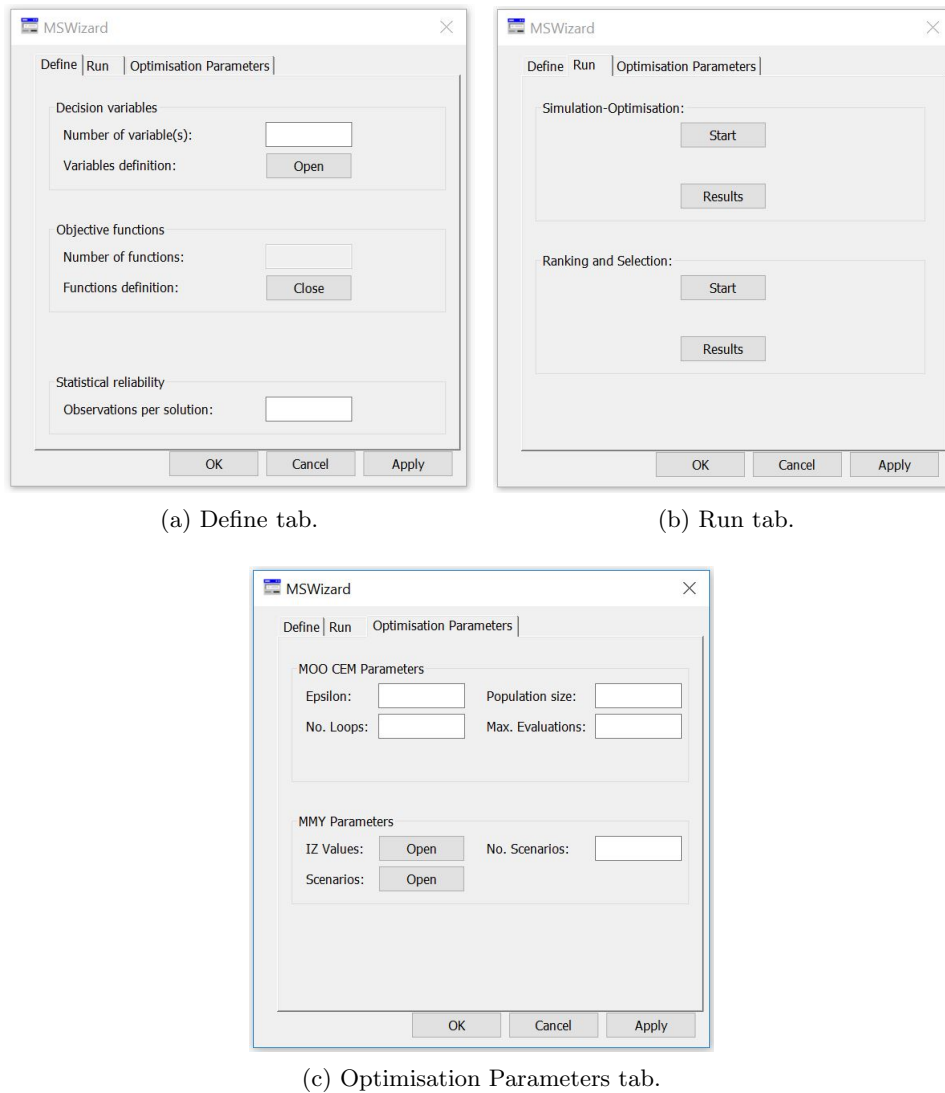 MSWizard
Define Run Optimisation Parameters
Decision variables
Number of variable(s):
Variables definition: Open
Objective functions
Number of functions:
Functions definition: Close
Statistical reliability
Observations per solution:
OK Cancel Apply
(a) Define tab.
MSWizard
Define Run Optimisation Parameters
Simulation-Optimisation:
Start
Results
Ranking and Selection:
Start
Results
OK Cancel Apply
(b) Run tab.
MSWizard
Define Run Optimisation Parameters
MOO CEM Parameters
Epsilon: Population size:
No. Loops: Max. Evaluations:
MMY Parameters
IZ Values: Open No. Scenarios:
Scenarios: Open
OK Cancel Apply
(c) Optimisation Parameters tab.